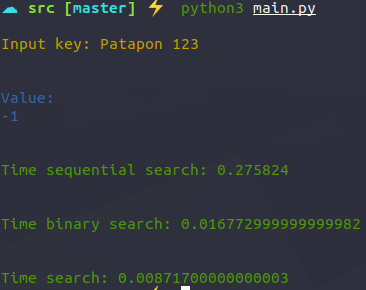 src [master] python3 main.py
Input key: Patapon 123
Value:
-1
Time sequential search: 0.275824
Time binary search: 0.016772999999999982
Time search: 0.00871700000000003